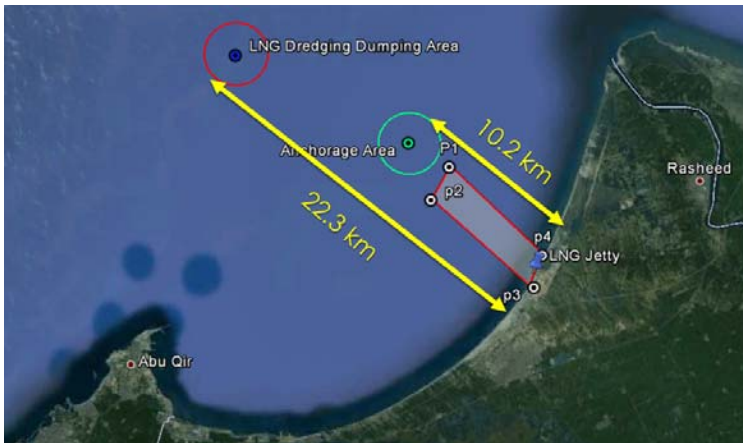 LNG Dredging Dumping Area
Anchorage Area
P1
p2
10.2 km
Rasheed
22.3 km
p4
LNG Jetty
p3
Abu Qir